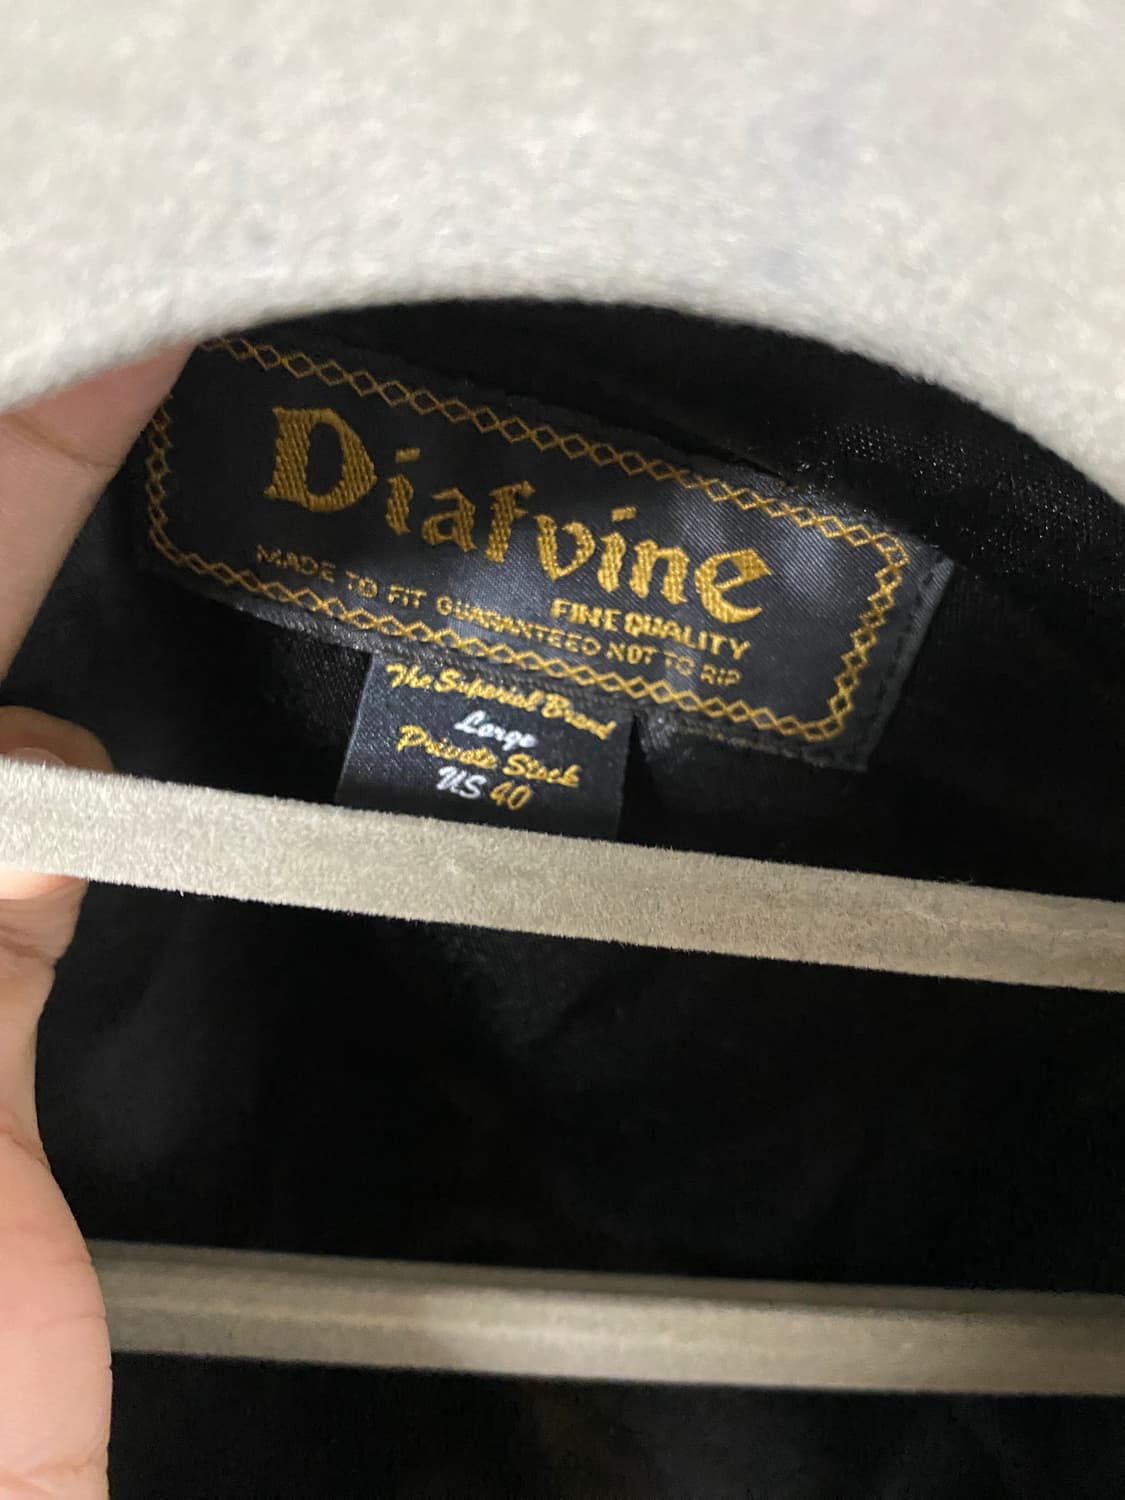 Diafvine
FINE QUALITY
MADE TO FIT GUARANTEED NOT TO RIP
The Superial Brand
Large
Private Stock
US 40